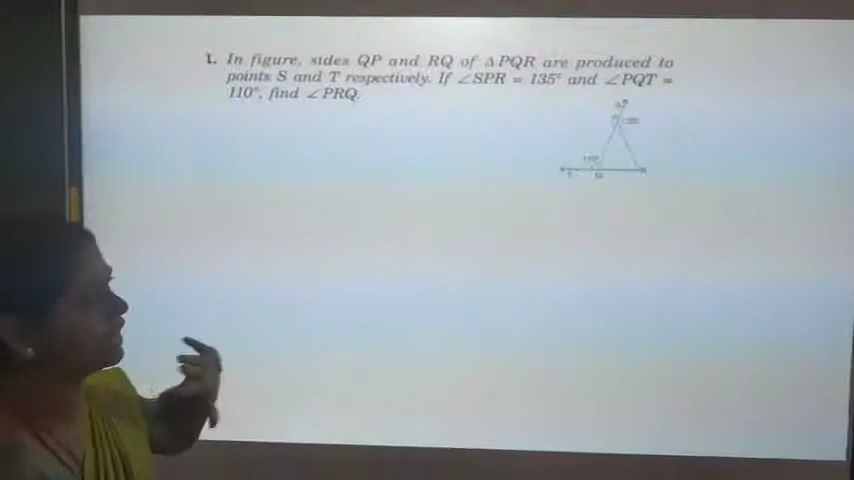 1. In figure, sides QP and RQ of ΔPQR are produced to
points S and T respectively. If ∠SPR = 135° and ∠PQT =
110°, find ∠PRQ.